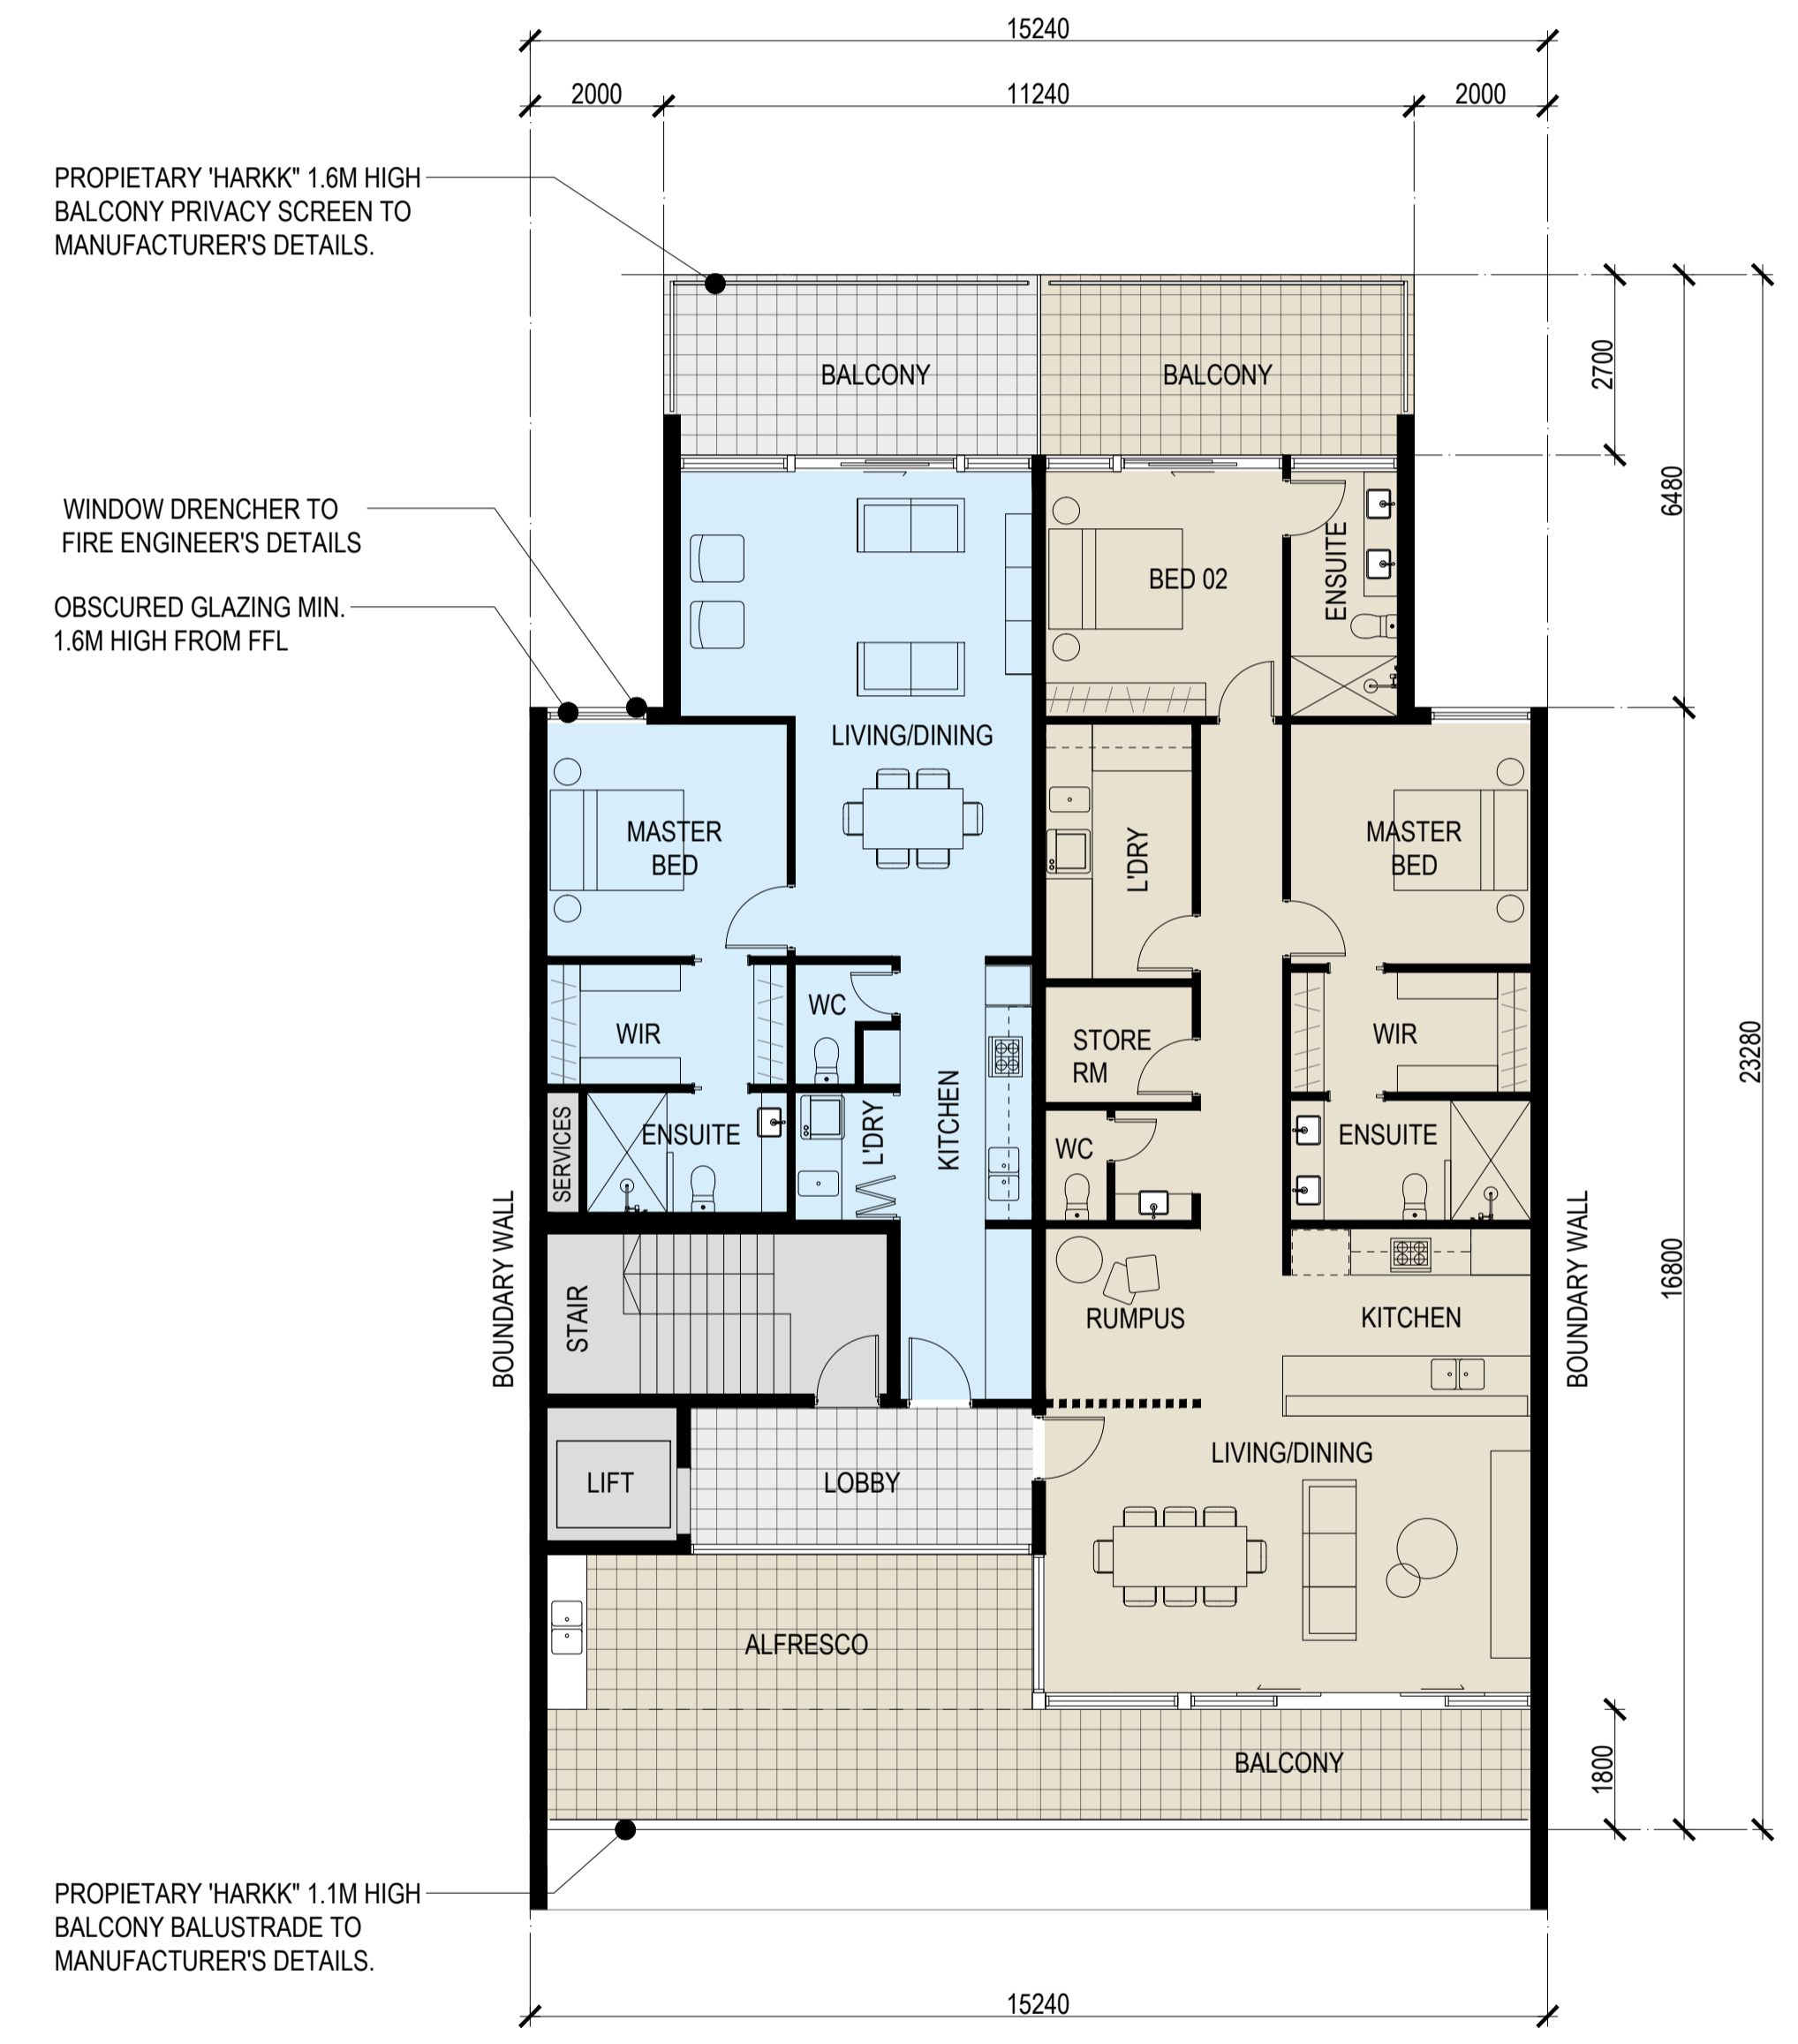 15240
2000
11240
2000
PROPIETARY 'HARKK" 1.6M HIGH
BALCONY PRIVACY SCREEN TO
MANUFACTURER'S DETAILS.
BALCONY
BALCONY
2700
6480
WINDOW DRENCHER TO
FIRE ENGINEER'S DETAILS
OBSCURED GLAZING MIN.
1.6M HIGH FROM FFL
BED 02
ENSUITE
LIVING/DINING
MASTER
BED
L'DRY
MASTER
BED
WC
WIR
STORE
RM
WIR
23280
SERVICES
ENSUITE
L'DRY
KITCHEN
WC
ENSUITE
BOUNDARY WALL
STAIR
RUMPUS
KITCHEN
BOUNDARY WALL
16800
LIFT
LOBBY
LIVING/DINING
ALFRESCO
BALCONY
1800
PROPIETARY 'HARKK" 1.1M HIGH
BALCONY BALUSTRADE TO
MANUFACTURER'S DETAILS.
15240